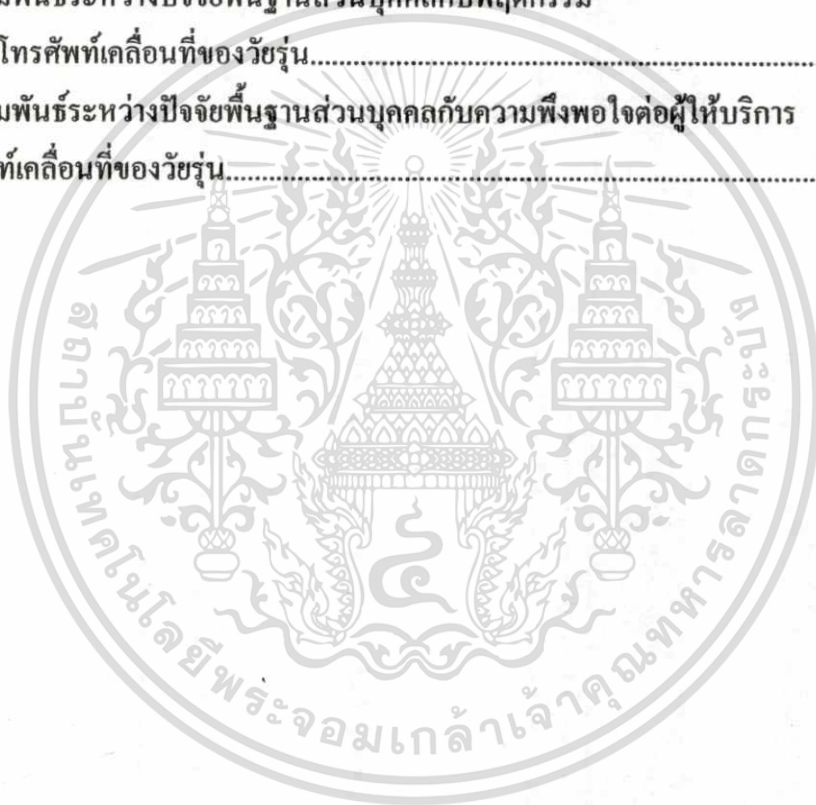 มพันธ์ระหว่างปัจจัยพื้นฐานส่วนบุคคลกับพฤติกรรม
โทรศัพท์เคลื่อนที่ของวัยรุ่น
มพันธ์ระหว่างปัจจัยพื้นฐานส่วนบุคคลกับความพึงพอใจต่อผู้ให้บริการ
ท์เคลื่อนที่ของวัยรุ่น
สถาบันเทคโนโลยีพระจอมเกล้าเจ้าคุณทหารลาดกระบัง
๔